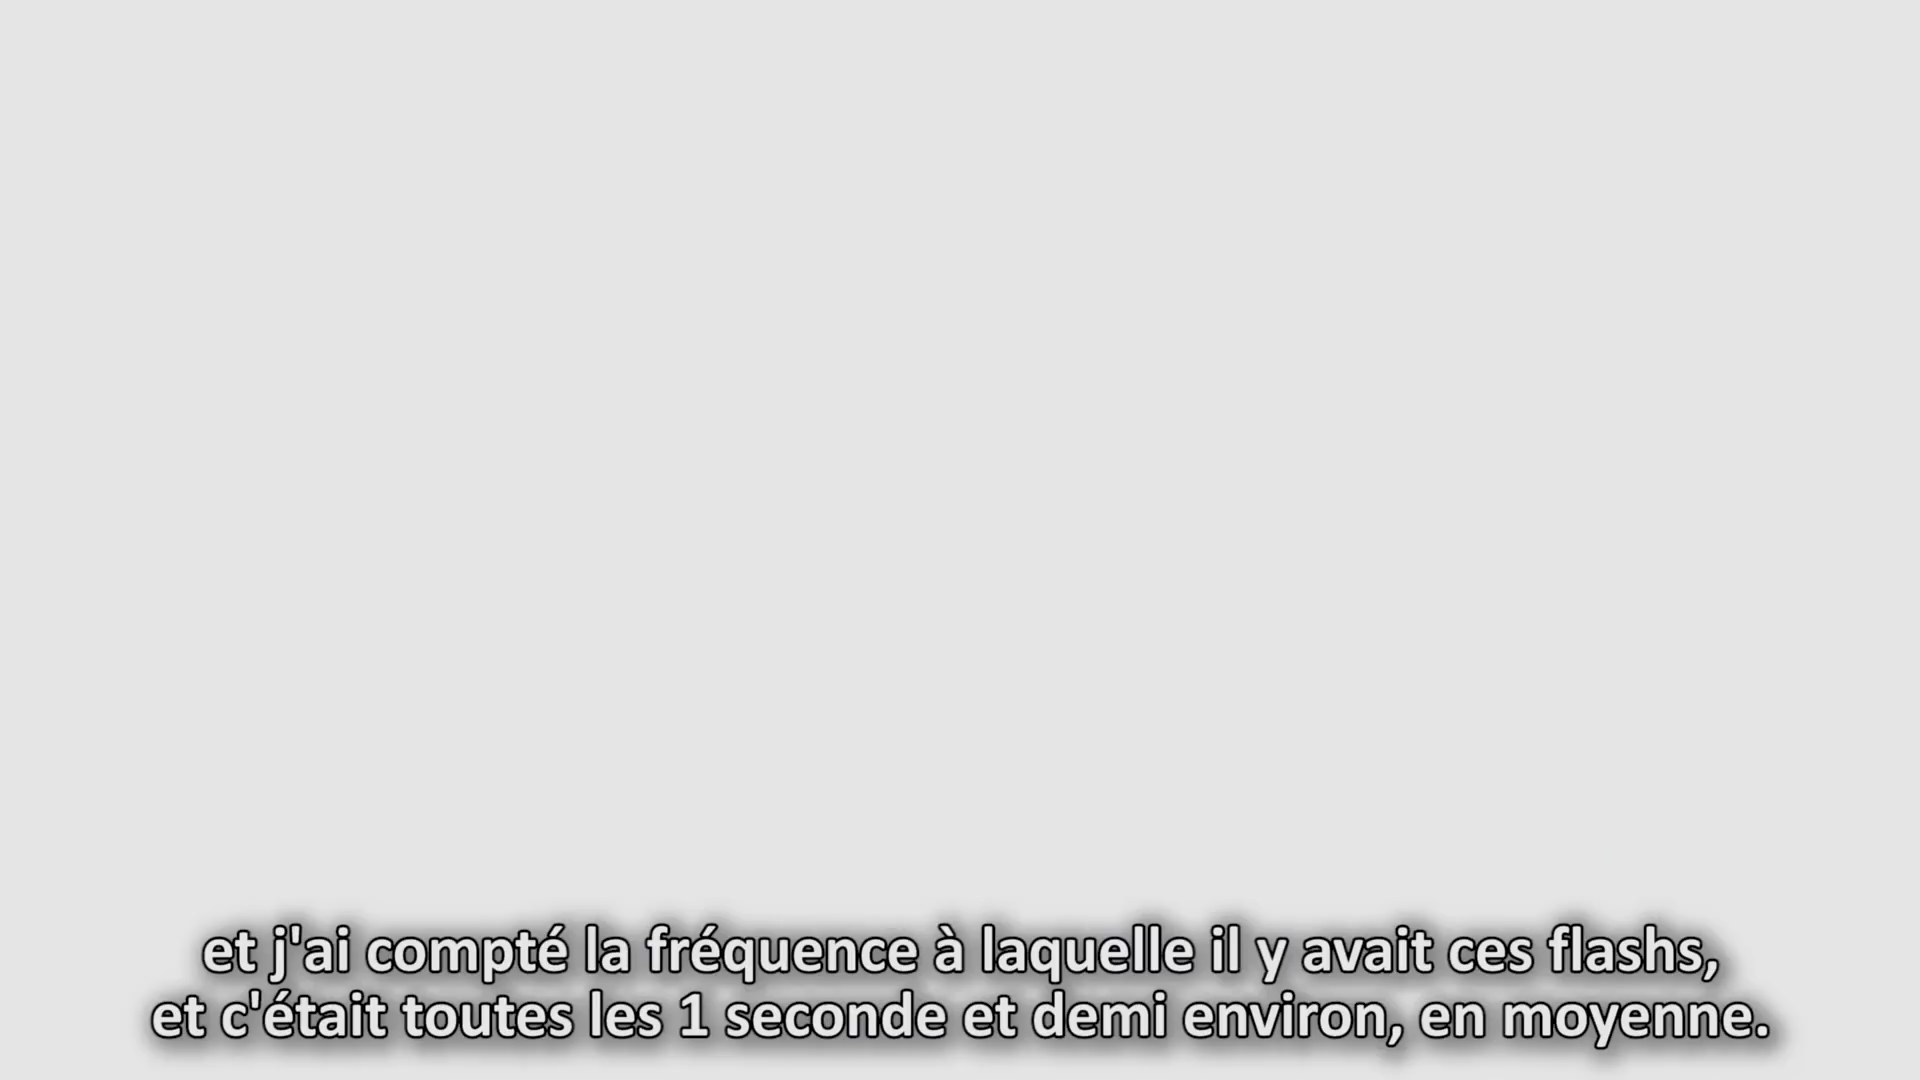 et j'ai compté la fréquence à laquelle il y avait ces flashs,
et c'était toutes les 1 seconde et demi environ, en moyenne.